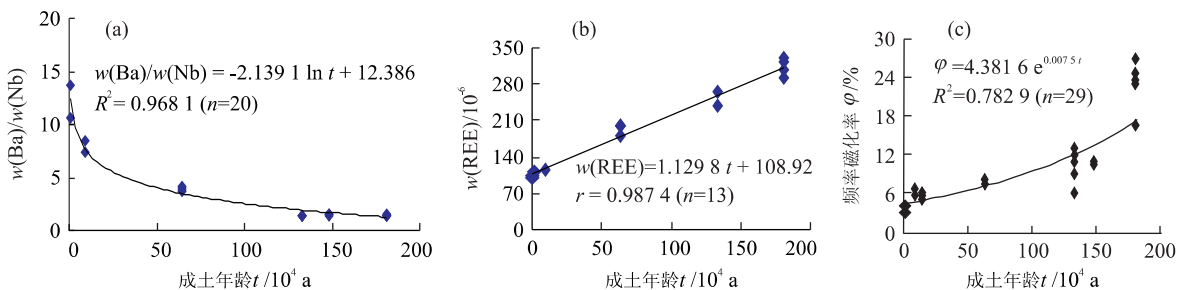 (a)
w(Ba)/w(Nb) = -2.139 1 ln t + 12.386
R²= 0.968 1 (n=20)
w(Ba)/w(Nb)
20
15
10
5
0
0 50 100 150 200
成土年龄t /10⁴ a
(b)
w(REE)=1.129 8 t + 108.92
r = 0.987 4 (n=13)
w(REE)/10⁻⁶
350
280
210
140
70
0 50 100 150 200
成土年龄t /10⁴ a
(c)
φ=4.381 6 e^0.007 5 t
R²=0.782 9 (n=29)
频率磁化率 φ/%
30
24
18
12
6
0
0 50 100 150 200
成土年龄t /10⁴ a